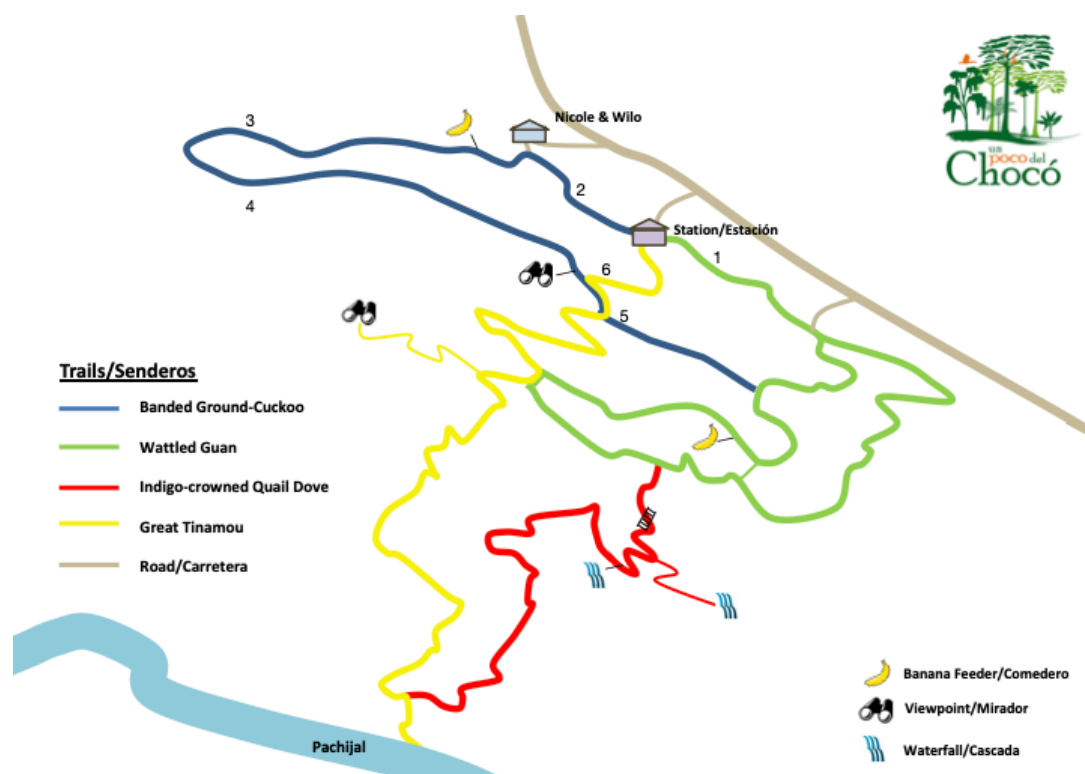 3
Nicole & Wilo
un
poco del
Chocó
2
4
Station/Estación
1
6
5
Trails/Senderos
Banded Ground-Cuckoo
Wattled Guan
Indigo-crowned Quail Dove
Great Tinamou
Road/Carretera
Banana Feeder/Comedero
Viewpoint/Mirador
Waterfall/Cascada
Pachijal